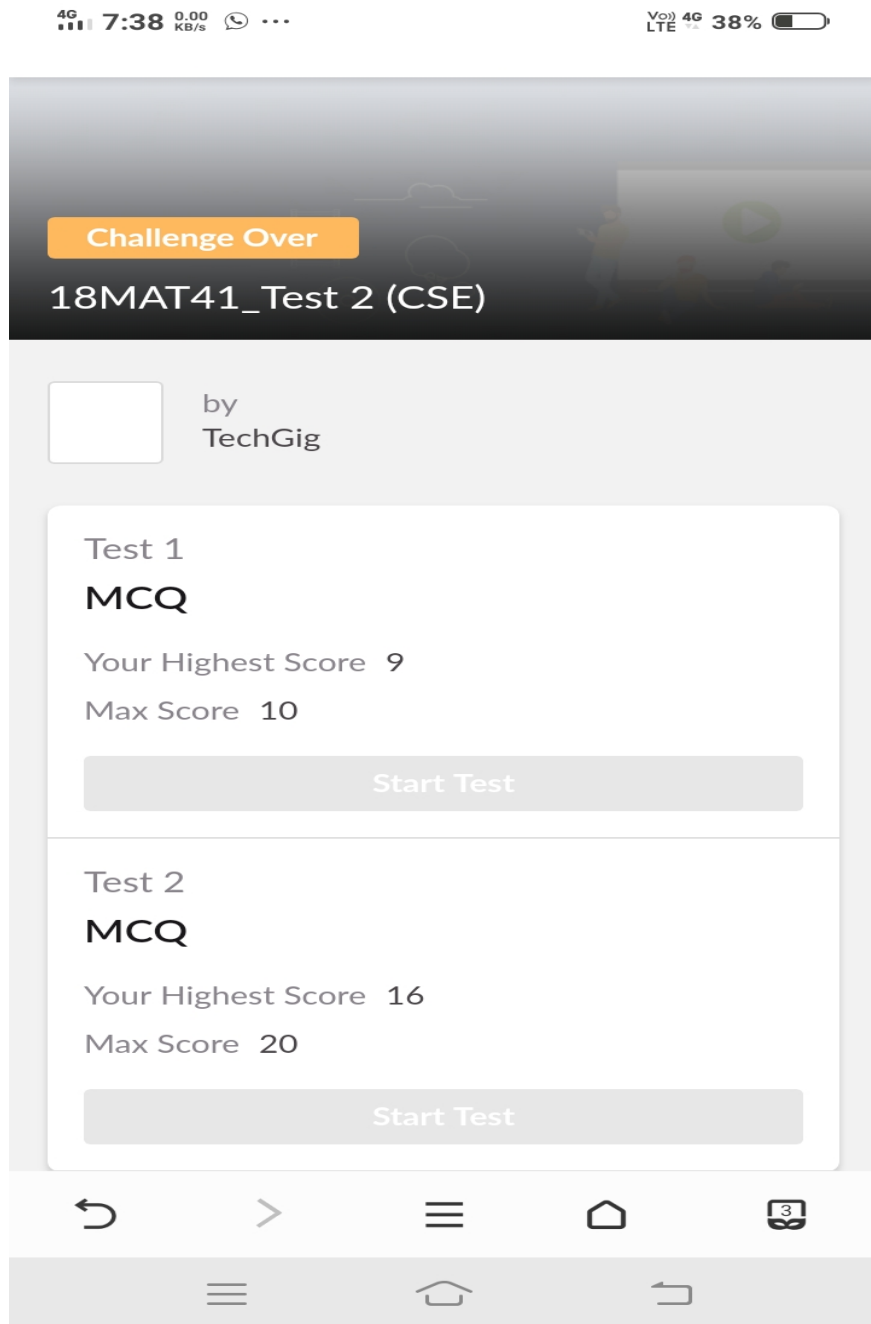 4G 7:38 0.00 KB/s ... Vo)) LTE 4G 38%
Challenge Over
18MAT41_Test 2 (CSE)
by
TechGig
Test 1
MCQ
Your Highest Score 9
Max Score 10
Start Test
Test 2
MCQ
Your Highest Score 16
Max Score 20
Start Test
3